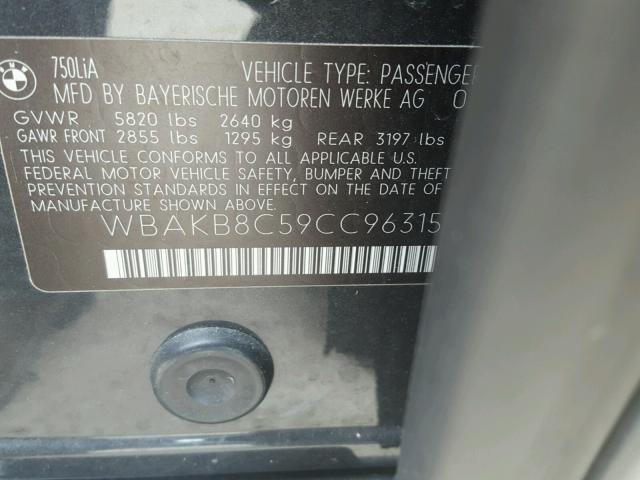 BMW
750LiA VEHICLE TYPE: PASSENGE
MFD BY BAYERISCHE MOTOREN WERKE AG 0
GVWR 5820 lbs 2640 kg
GAWR FRONT 2855 lbs 1295 kg REAR 3197 lbs
THIS VEHICLE CONFORMS TO ALL APPLICABLE U.S.
FEDERAL MOTOR VEHICLE SAFETY, BUMPER AND THEFT
PREVENTION STANDARDS IN EFFECT ON THE DATE OF
MANUFACTURE SHOWN ABOVE.
WBAKB8C59CC96315